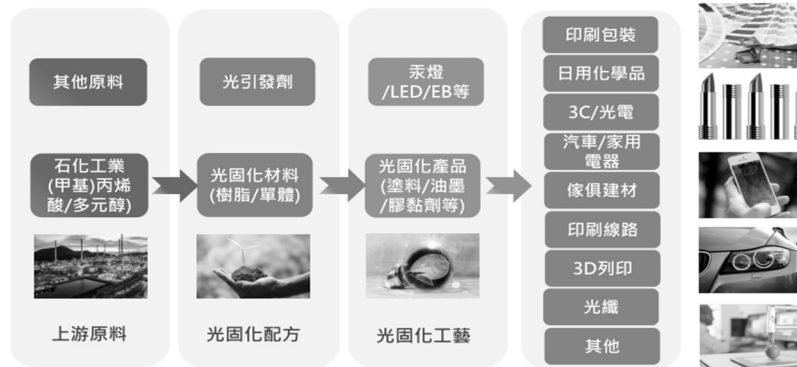 其他原料
石化工業
(甲基)丙烯
酸/多元醇)
上游原料
光引發劑
光固化材料
(樹脂/單體)
光固化配方
汞燈
/LED/EB等
光固化產品
(塗料/油墨
/膠黏劑等)
光固化工藝
印刷包裝
日用化學品
3C/光電
汽車/家用
電器
傢俱建材
印刷線路
3D列印
光纖
其他